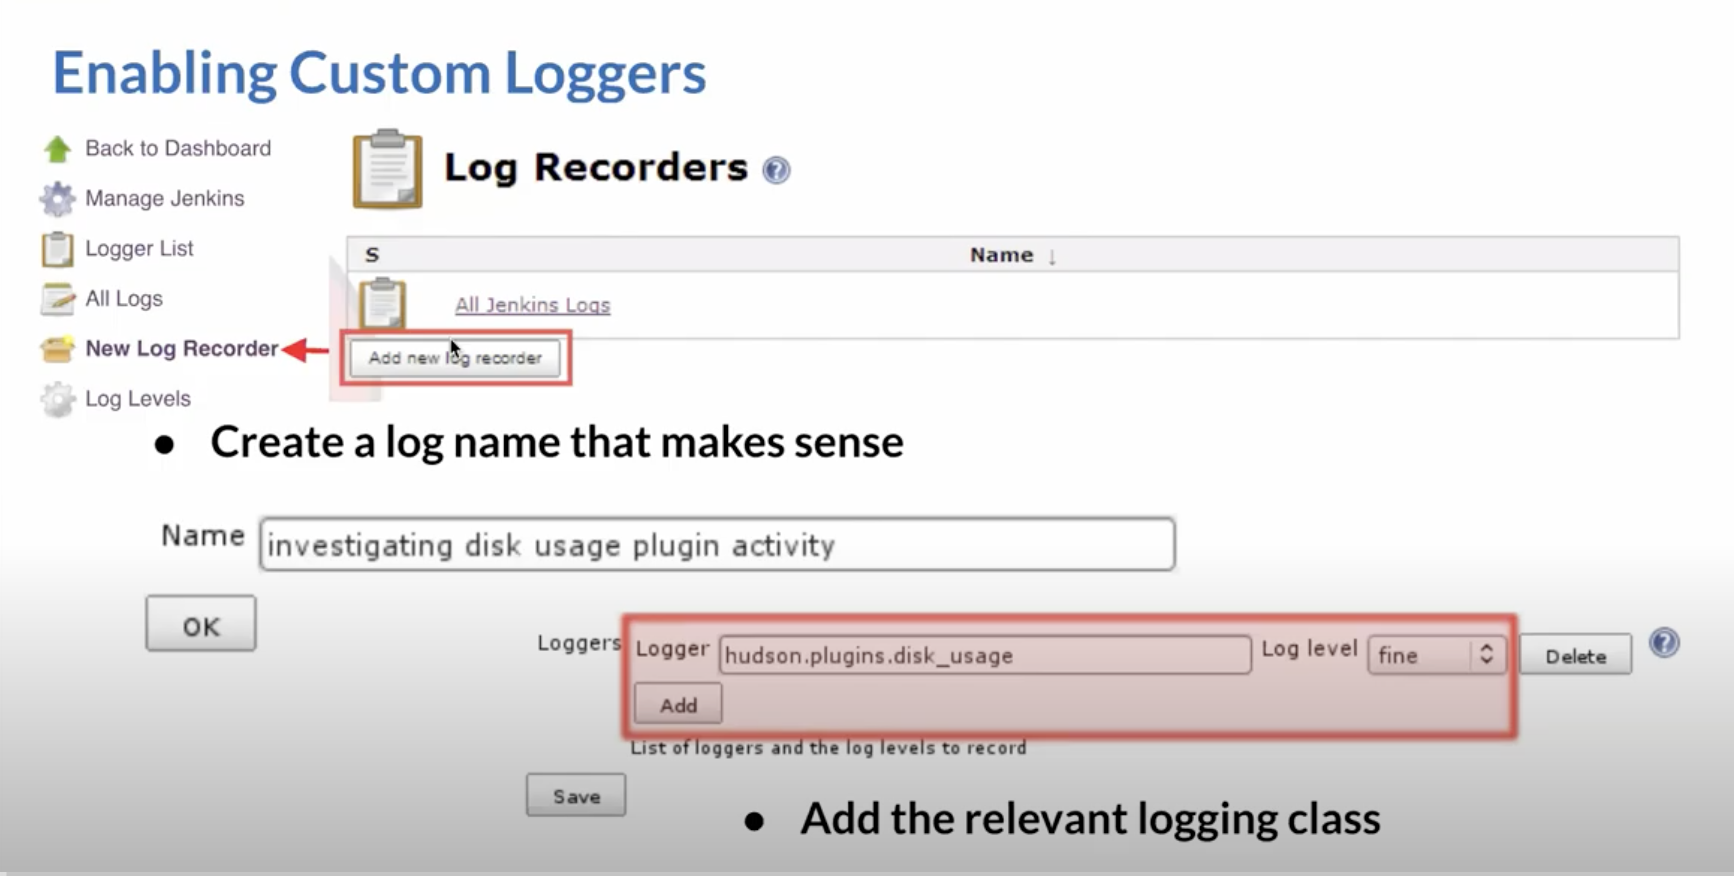 Enabling Custom Loggers
Back to Dashboard
Manage Jenkins
Logger List
All Logs
New Log Recorder
Log Levels
Log Recorders
S Name ↓
All Jenkins Logs
Add new log recorder
● Create a log name that makes sense
Name investigating disk usage plugin activity
OK
Loggers Logger hudson.plugins.disk_usage Log level fine Delete
Add
List of loggers and the log levels to record
Save
● Add the relevant logging class